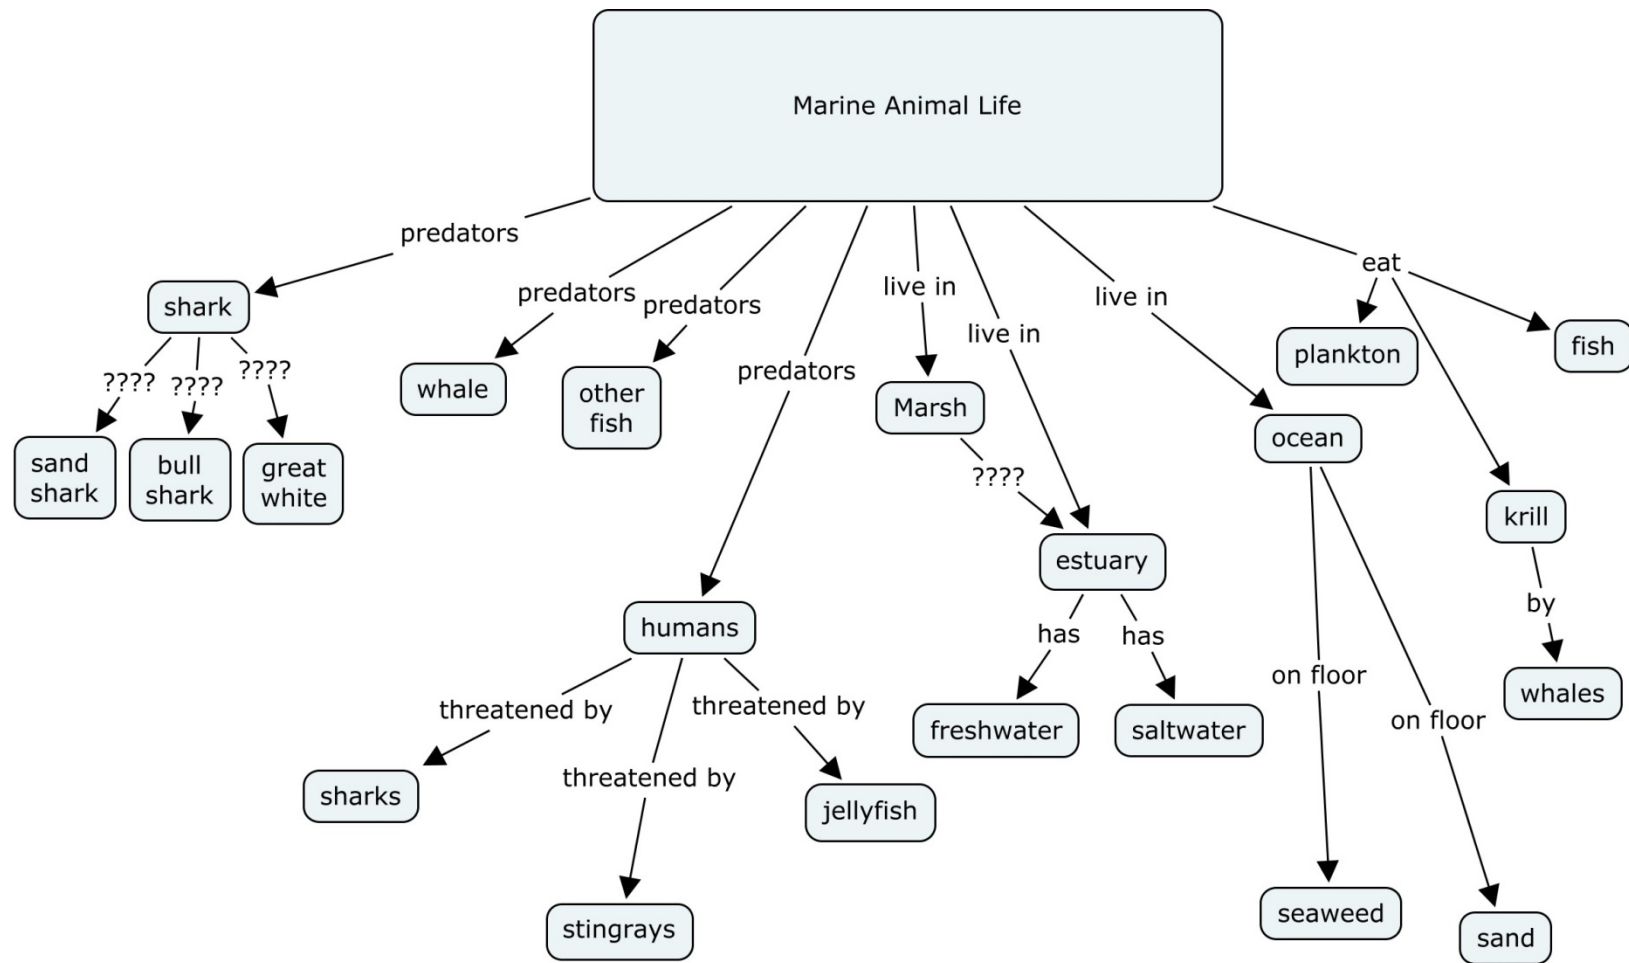 Marine Animal Life
predators
shark
????
????
????
sand
shark
bull
shark
great
white
predators
whale
predators
other
fish
predators
humans
threatened by
sharks
threatened by
stingrays
threatened by
jellyfish
live in
Marsh
????
live in
estuary
has
freshwater
has
saltwater
live in
ocean
on floor
seaweed
on floor
sand
eat
plankton
fish
krill
by
whales